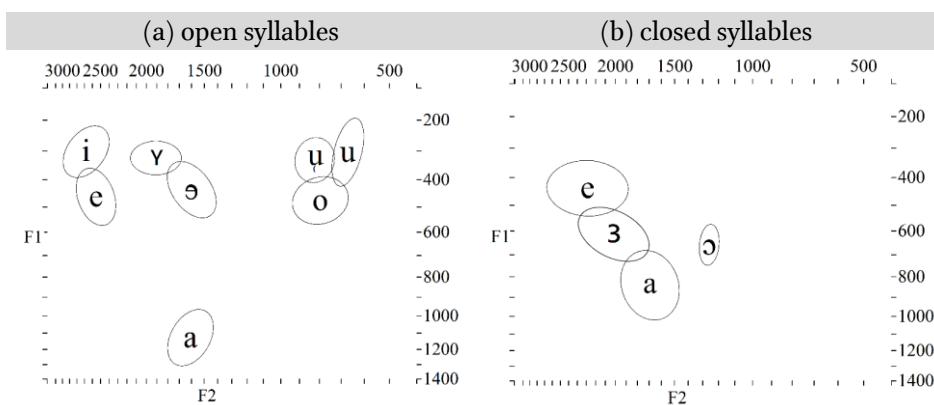 (a) open syllables
(b) closed syllables
3000 2500 2000 1500 1000 500
3000 2500 2000 1500 1000 500
-200
-400
-600
-800
-1000
-1200
-1400
-200
-400
-600
-800
-1000
-1200
-1400
F1
F1
i
ʏ
ų
u
e
ɘ
o
a
e
ɜ
ɔ
a
F2
F2